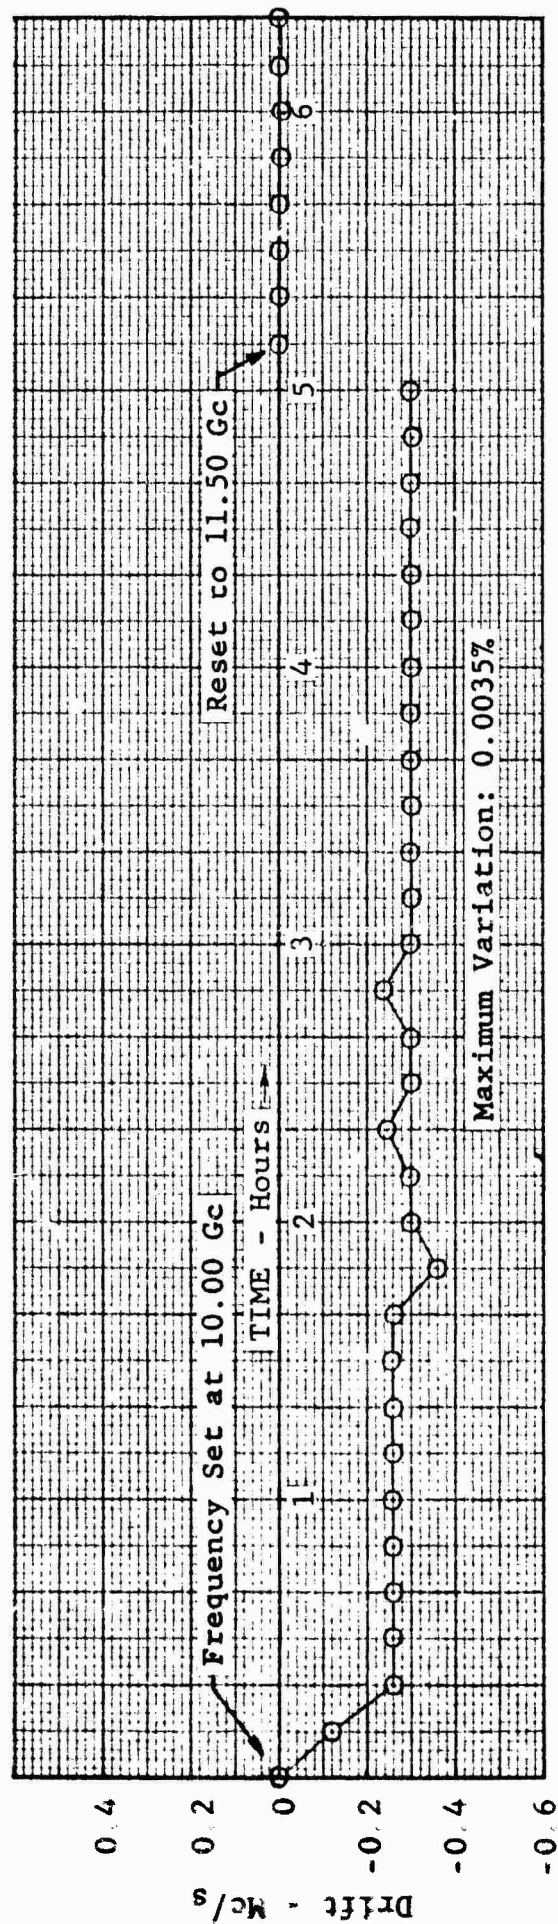 Drift - Mc/s
0.4
0.2
0
-0.2
-0.4
-0.6
Frequency Set at 10.00 Gc
TIME - Hours
Reset to 11.50 Gc
1
2
3
4
5
6
Maximum Variation: 0.0035%